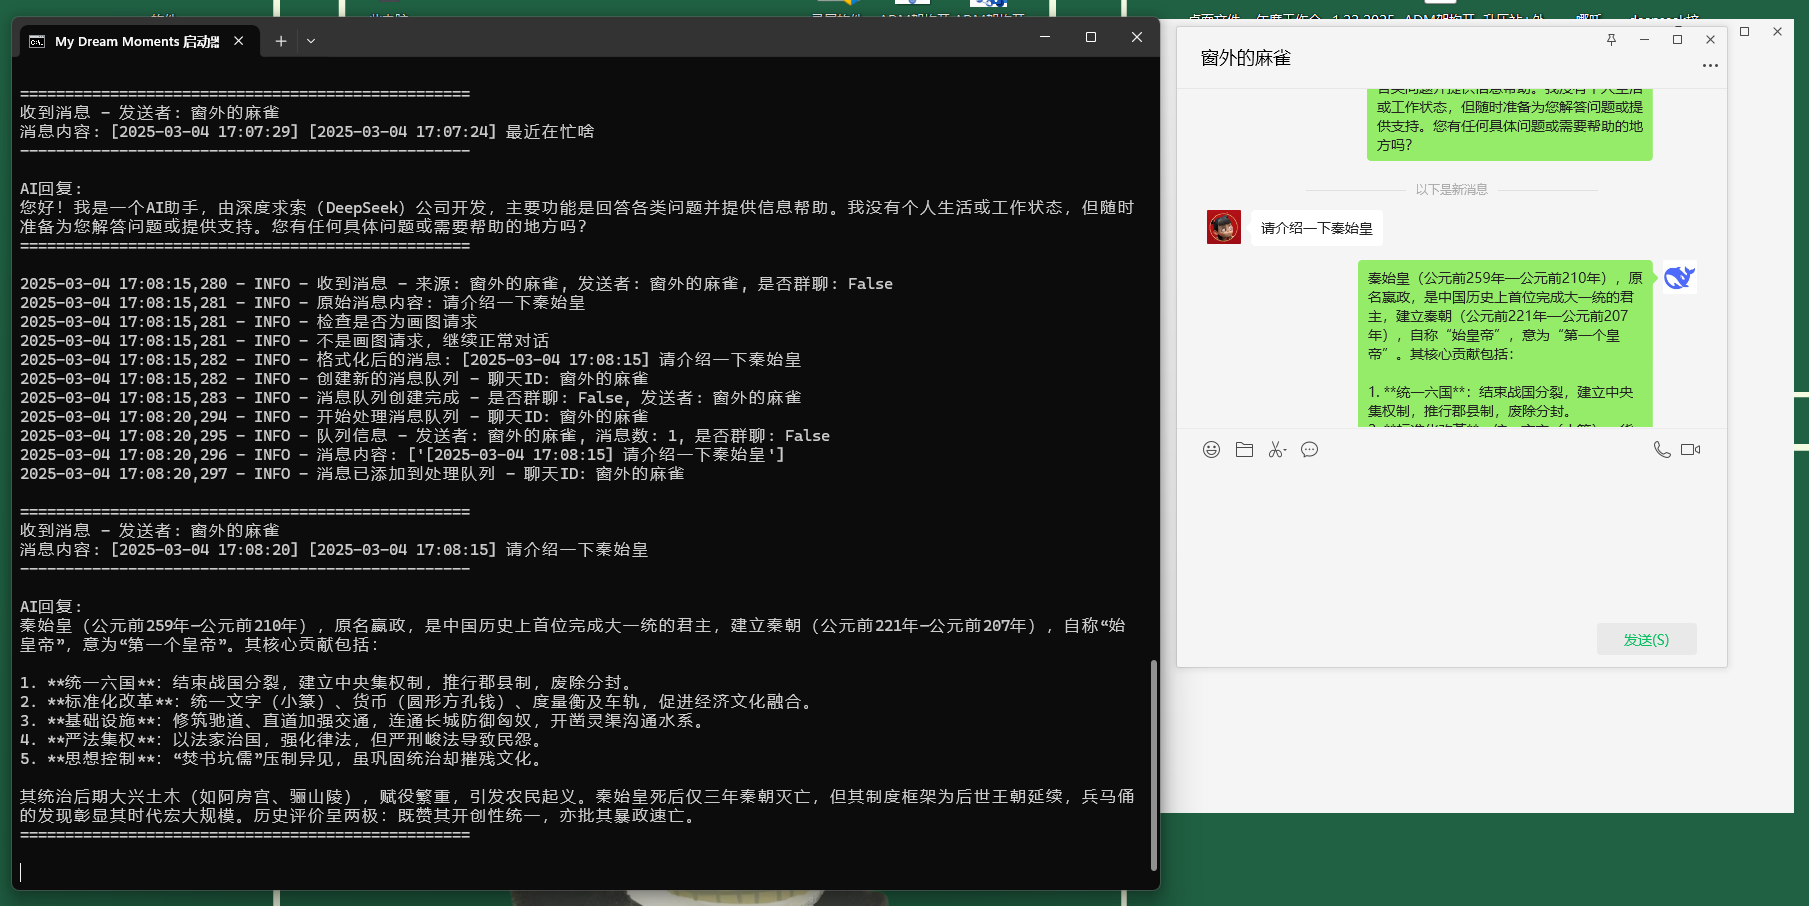 My Dream Moments 启动器
==================================================
收到消息 - 发送者: 窗外的麻雀
消息内容: [2025-03-04 17:07:29] [2025-03-04 17:07:24] 最近在忙啥
--------------------------------------------------
AI回复:
您好！我是一个AI助手，由深度求索（DeepSeek）公司开发，主要功能是回答各类问题并提供信息帮助。我没有个人生活或工作状态，但随时
准备为您解答问题或提供支持。您有任何具体问题或需要帮助的地方吗？
==================================================
2025-03-04 17:08:15,280 - INFO - 收到消息 - 来源: 窗外的麻雀, 发送者: 窗外的麻雀, 是否群聊: False
2025-03-04 17:08:15,281 - INFO - 原始消息内容: 请介绍一下秦始皇
2025-03-04 17:08:15,281 - INFO - 检查是否为画图请求
2025-03-04 17:08:15,281 - INFO - 不是画图请求，继续正常对话
2025-03-04 17:08:15,282 - INFO - 格式化后的消息: [2025-03-04 17:08:15] 请介绍一下秦始皇
2025-03-04 17:08:15,282 - INFO - 创建新的消息队列 - 聊天ID: 窗外的麻雀
2025-03-04 17:08:15,283 - INFO - 消息队列创建完成 - 是否群聊: False, 发送者: 窗外的麻雀
2025-03-04 17:08:20,294 - INFO - 开始处理消息队列 - 聊天ID: 窗外的麻雀
2025-03-04 17:08:20,295 - INFO - 队列信息 - 发送者: 窗外的麻雀, 消息数: 1, 是否群聊: False
2025-03-04 17:08:20,296 - INFO - 消息内容: ['[2025-03-04 17:08:15] 请介绍一下秦始皇']
2025-03-04 17:08:20,297 - INFO - 消息已添加到处理队列 - 聊天ID: 窗外的麻雀
==================================================
收到消息 - 发送者: 窗外的麻雀
消息内容: [2025-03-04 17:08:20] [2025-03-04 17:08:15] 请介绍一下秦始皇
--------------------------------------------------
AI回复:
秦始皇（公元前259年—公元前210年），原名嬴政，是中国历史上首位完成大一统的君主，建立秦朝（公元前221年—公元前207年），自称“始
皇帝”，意为“第一个皇帝”。其核心贡献包括：
1. **统一六国**：结束战国分裂，建立中央集权制，推行郡县制，废除分封。
2. **标准化改革**：统一文字（小篆）、货币（圆形方孔钱）、度量衡及车轨，促进经济文化融合。
3. **基础设施**：修筑驰道、直道加强交通，连通长城防御匈奴，开凿灵渠沟通水系。
4. **严法集权**：以法家治国，强化律法，但严刑峻法导致民怨。
5. **思想控制**：“焚书坑儒”压制异见，虽巩固统治却摧残文化。
其统治后期大兴土木（如阿房宫、骊山陵），赋役繁重，引发农民起义。秦始皇死后仅三年秦朝灭亡，但其制度框架为后世王朝延续，兵马俑
的发现彰显其时代宏大规模。历史评价呈两极：既赞其开创性统一，亦批其暴政速亡。
==================================================
窗外的麻雀
各类问题并提供信息帮助。我没有个人生活
或工作状态，但随时准备为您解答问题或提
供支持。您有任何具体问题或需要帮助的地
方吗？
以下是新消息
请介绍一下秦始皇
秦始皇（公元前259年—公元前210年），原
名嬴政，是中国历史上首位完成大一统的君
主，建立秦朝（公元前221年—公元前207
年），自称“始皇帝”，意为“第一个皇
帝”。其核心贡献包括：
1. **统一六国**：结束战国分裂，建立中央
集权制，推行郡县制，废除分封。
发送(S)